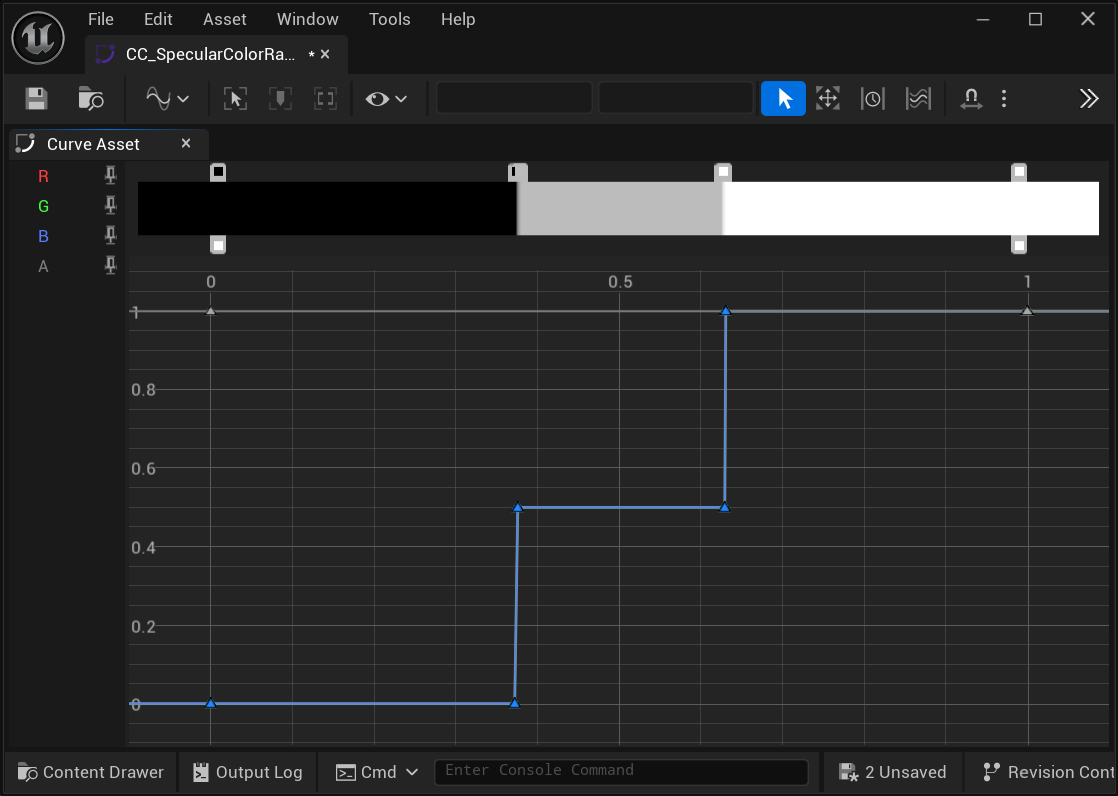 File Edit Asset Window Tools Help
CC_SpecularColorRa... *
Curve Asset
R
G
B
A
0 0.5 1
1
0.8
0.6
0.4
0.2
0
Content Drawer Output Log Cmd Enter Console Command 2 Unsaved Revision Cont